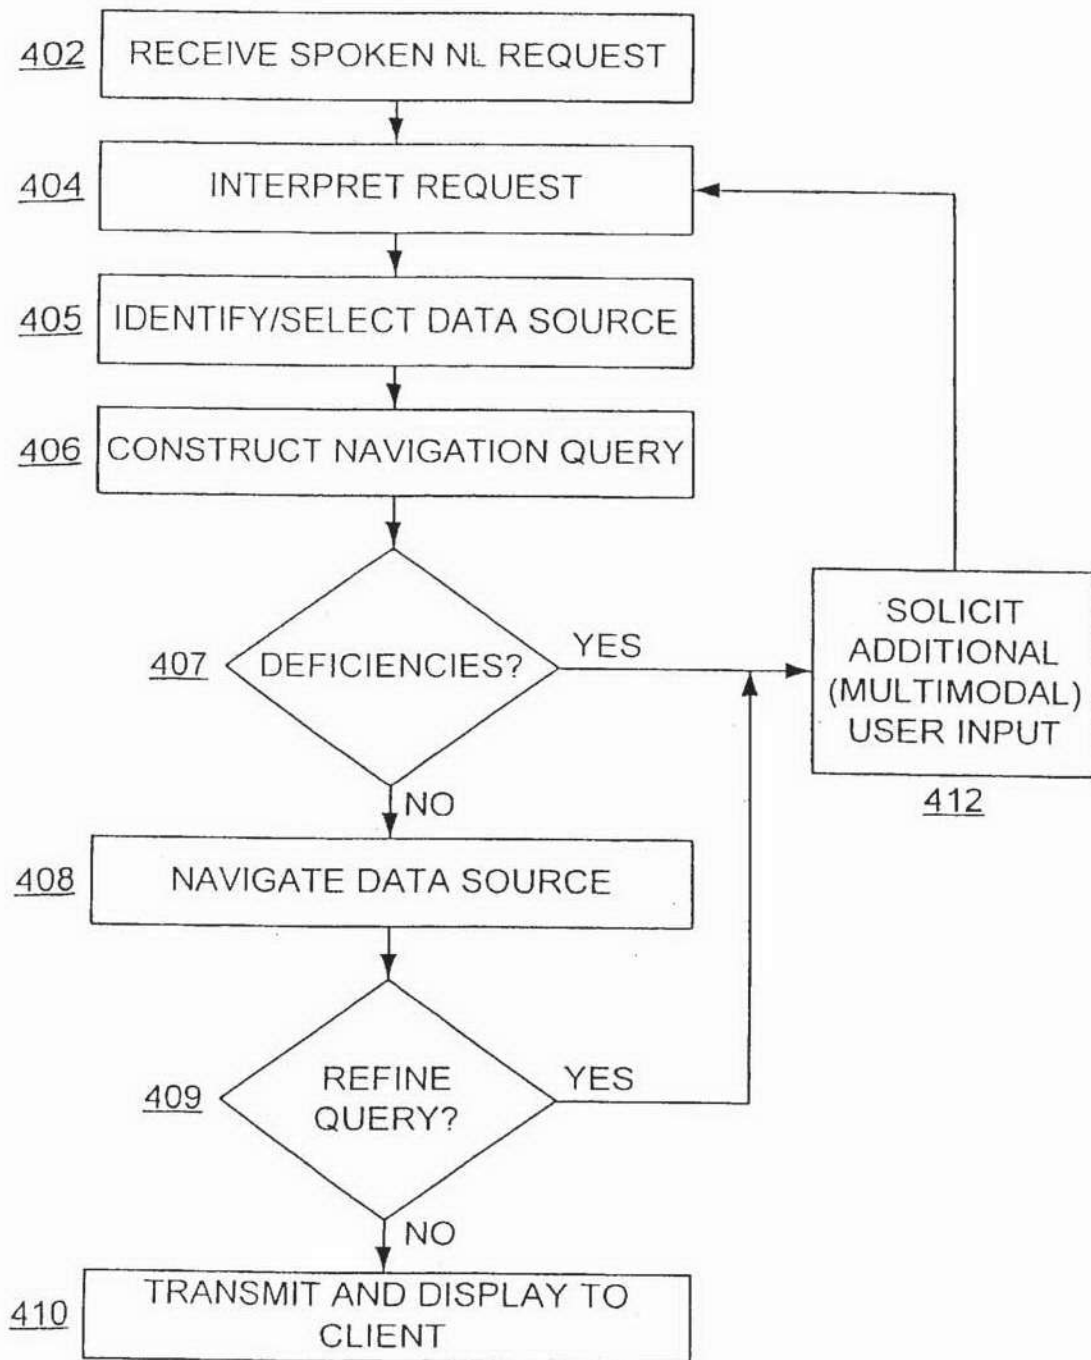 402 RECEIVE SPOKEN NL REQUEST
404 INTERPRET REQUEST
405 IDENTIFY/SELECT DATA SOURCE
406 CONSTRUCT NAVIGATION QUERY
407 DEFICIENCIES? YES
SOLICIT
ADDITIONAL
(MULTIMODAL)
USER INPUT
412
NO
408 NAVIGATE DATA SOURCE
409 REFINE
QUERY?
YES
NO
410 TRANSMIT AND DISPLAY TO
CLIENT